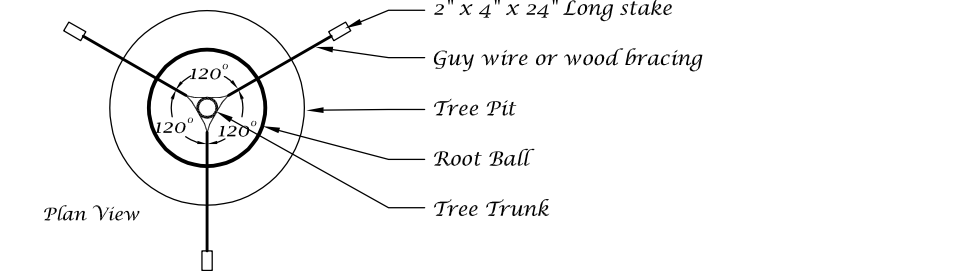 2" x 4" x 24" Long stake
Guy wire or wood bracing
120°
Tree Pit
120° 120°
Root Ball
Tree Trunk
Plan View